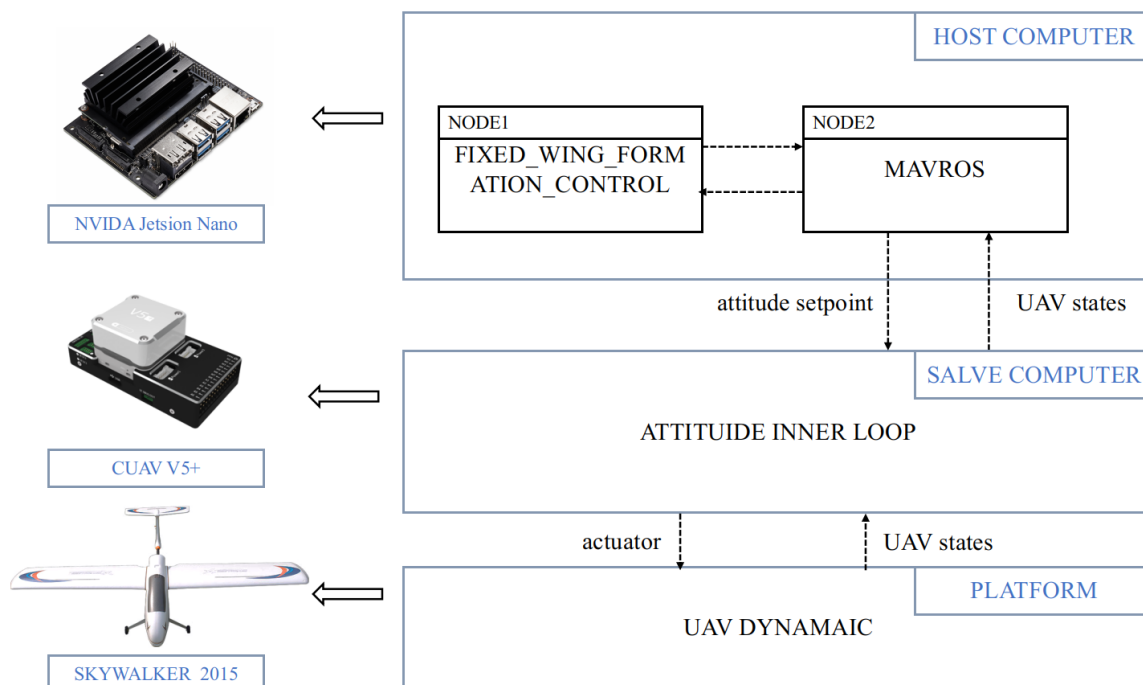 HOST COMPUTER
NODE1
FIXED_WING_FORM
ATION_CONTROL
NODE2
MAVROS
NVIDA Jetsion Nano
attitude setpoint
UAV states
V5+
SALVE COMPUTER
ATTITUIDE INNER LOOP
CUAV V5+
actuator
UAV states
PLATFORM
UAV DYNAMAIC
SKYWALKER 2015